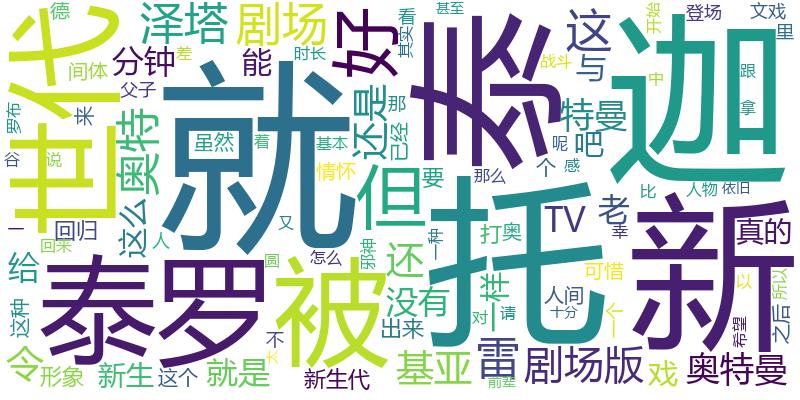 泽塔
剧场
好
这
德
甚至
其实
看
开始
登场
文戏
里
世代
间体
差
分钟
时长
能
与
泰
迦
战斗
中
跟
拿
父子
罗布
来
就
还是
那
已经
特曼
呢
吧
感
谷
说
奥特
虽然
着
基本
情怀
但
要
那么
个
比
人物
依旧
一
回归
这么
人
又
一种
打
奥
TV
老
幸
新
真的
回来
给
泰罗
圆
怎么
邪神
被
还
没有
托
一样
可惜
人间
个
以
所以
这种
不
太
出来
对
请
十分
希望
之后
令
形象
新生
这个
就是
新生代
基亚
前辈
雷
剧场版
戏
奥特曼